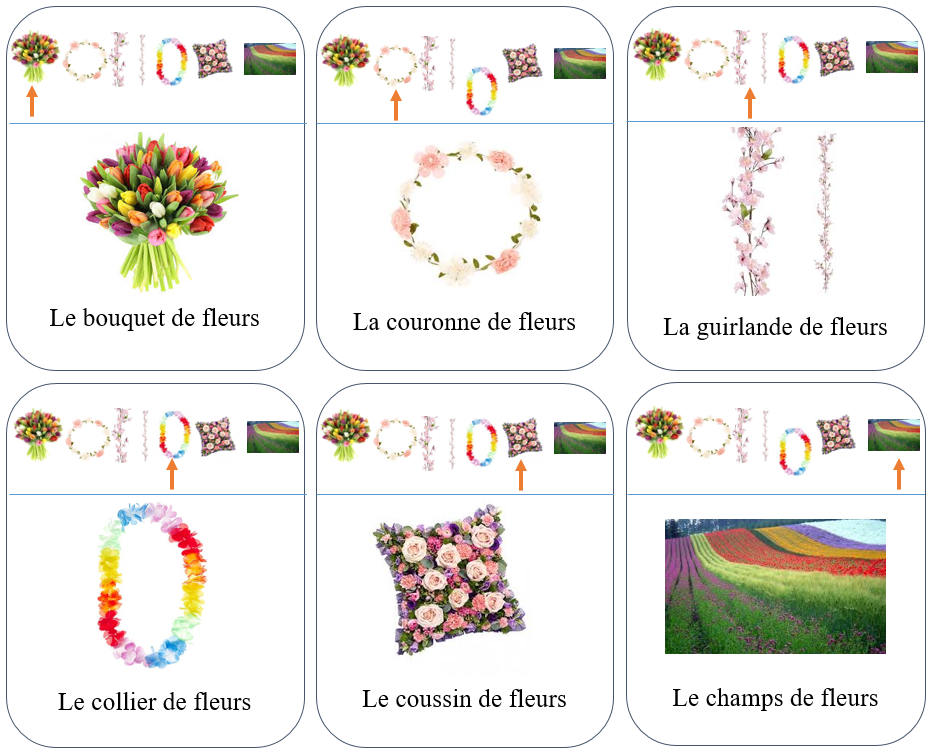 Le bouquet de fleurs
La couronne de fleurs
La guirlande de fleurs
Le collier de fleurs
Le coussin de fleurs
Le champs de fleurs